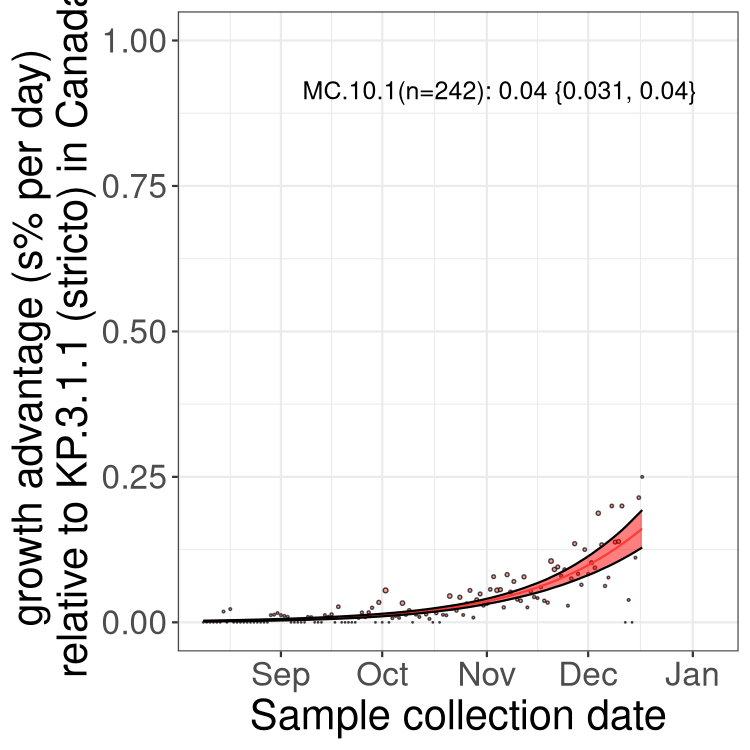 growth advantage (s% per day)
relative to KP.3.1.1 (stricto) in Canada
1.00
0.75
0.50
0.25
0.00
MC.10.1(n=242): 0.04 {0.031, 0.04}
Sep Oct Nov Dec Jan
Sample collection date